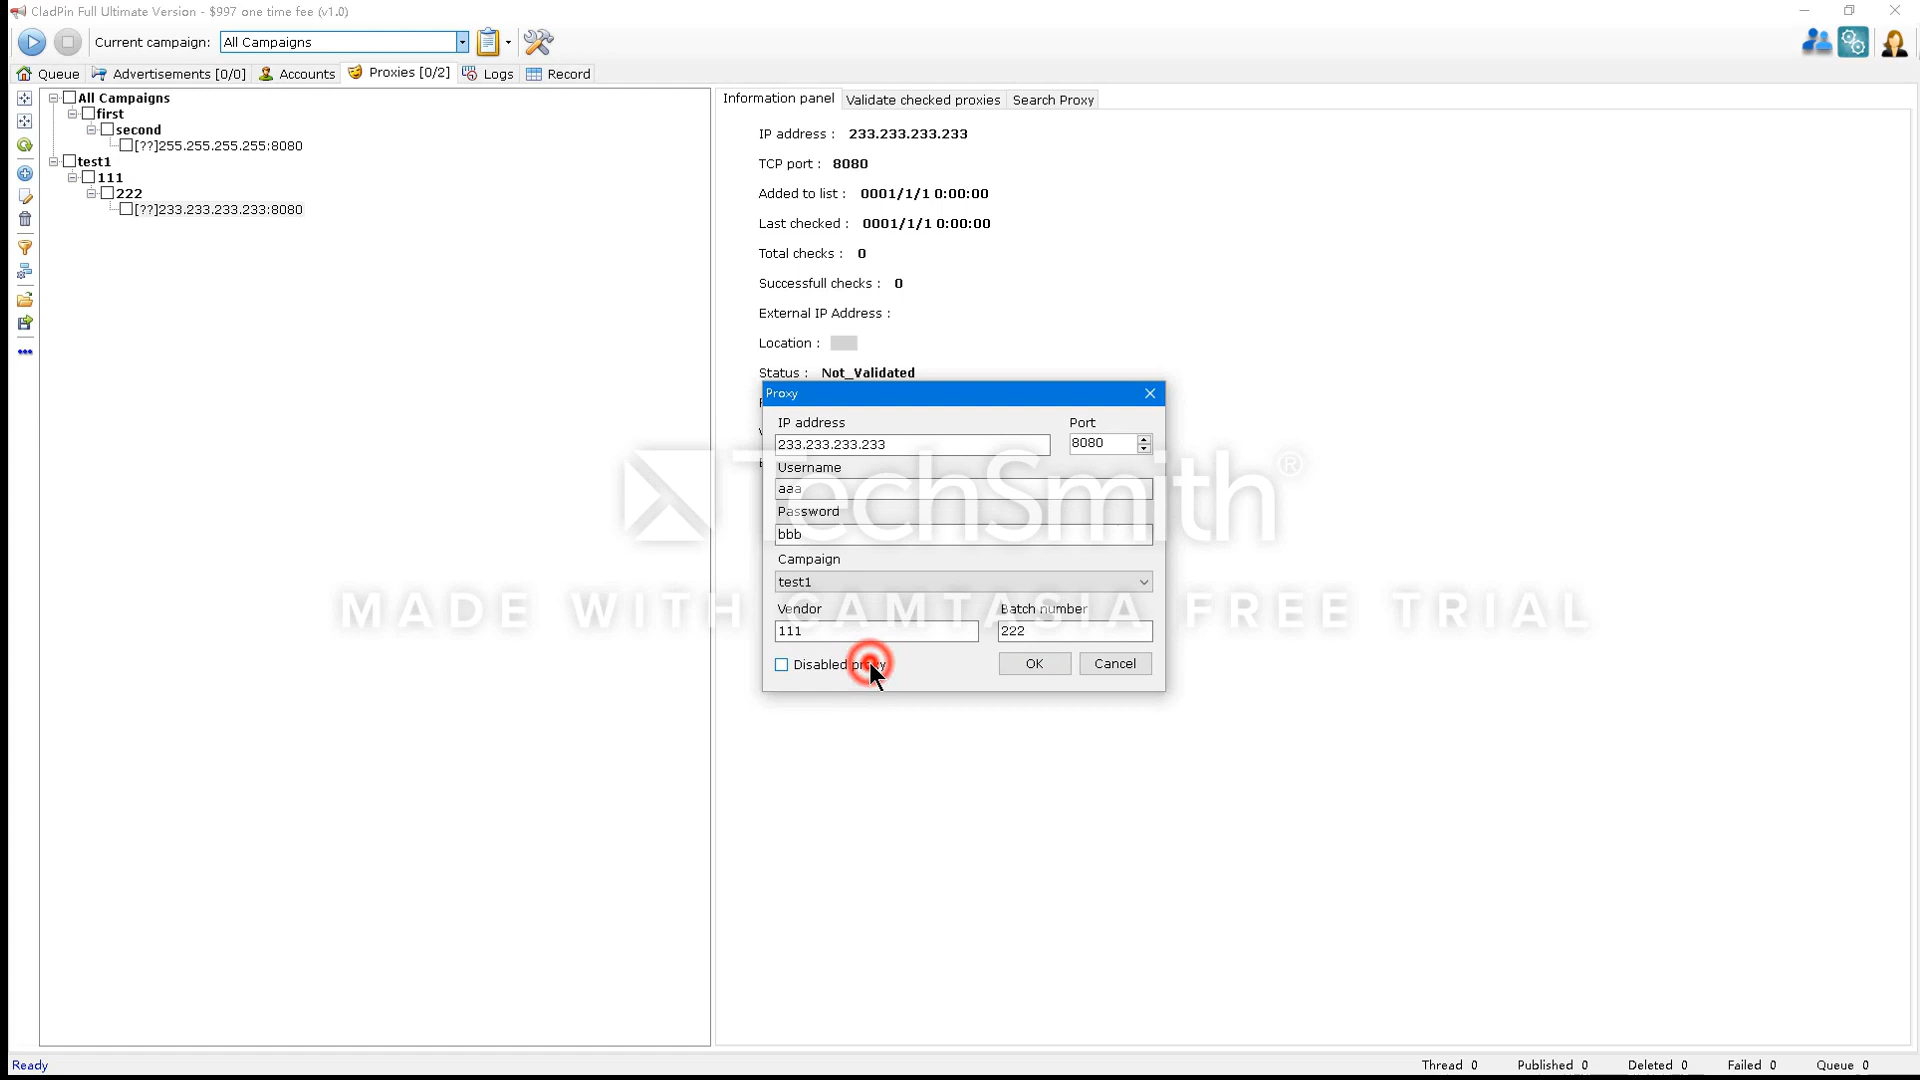 CladPin Full Ultimate Version - $997 one time fee (v1.0)
Current campaign: All Campaigns
Queue Advertisements [0/0] Accounts Proxies [0/2] Logs Record
All Campaigns
first
second
[??]255.255.255.255:8080
test1
111
222
[??]233.233.233.233:8080
Information panel Validate checked proxies Search Proxy
IP address : 233.233.233.233
TCP port : 8080
Added to list : 0001/1/1 0:00:00
Last checked : 0001/1/1 0:00:00
Total checks : 0
Successfull checks : 0
External IP Address :
Location :
Status : Not_Validated
Proxy
IP address Port
233.233.233.233 8080
Username
aaa
Password
bbb
Campaign
test1
Vendor Batch number
111 222
Disabled proxy OK Cancel
TechSmith®
MADE WITH CAMTASIA FREE TRIAL
Ready Thread 0 Published 0 Deleted 0 Failed 0 Queue 0